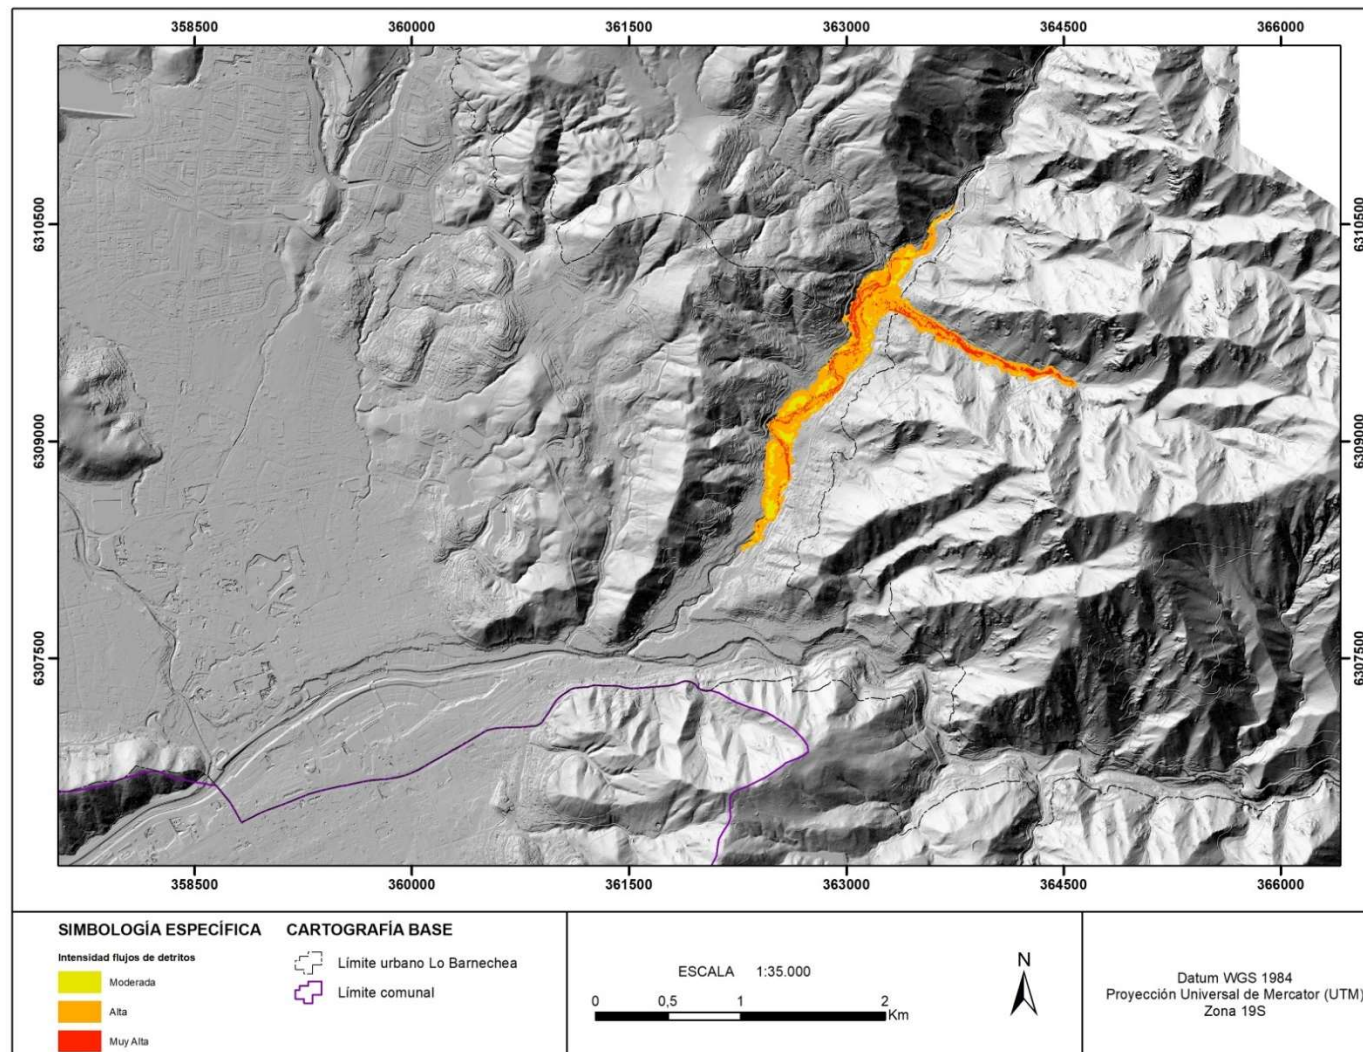 358500 360000 361500 363000 364500 366000
6310500 6310500
6309000 6309000
6307500 6307500
358500 360000 361500 363000 364500 366000
SIMBOLOGÍA ESPECÍFICA
Intensidad flujos de detritos
Moderada
Alta
Muy Alta
CARTOGRAFÍA BASE
Límite urbano Lo Barnechea
Límite comunal
ESCALA 1:35.000
0 0,5 1 2
Km
N
Datum WGS 1984
Proyección Universal de Mercator (UTM)
Zona 19S